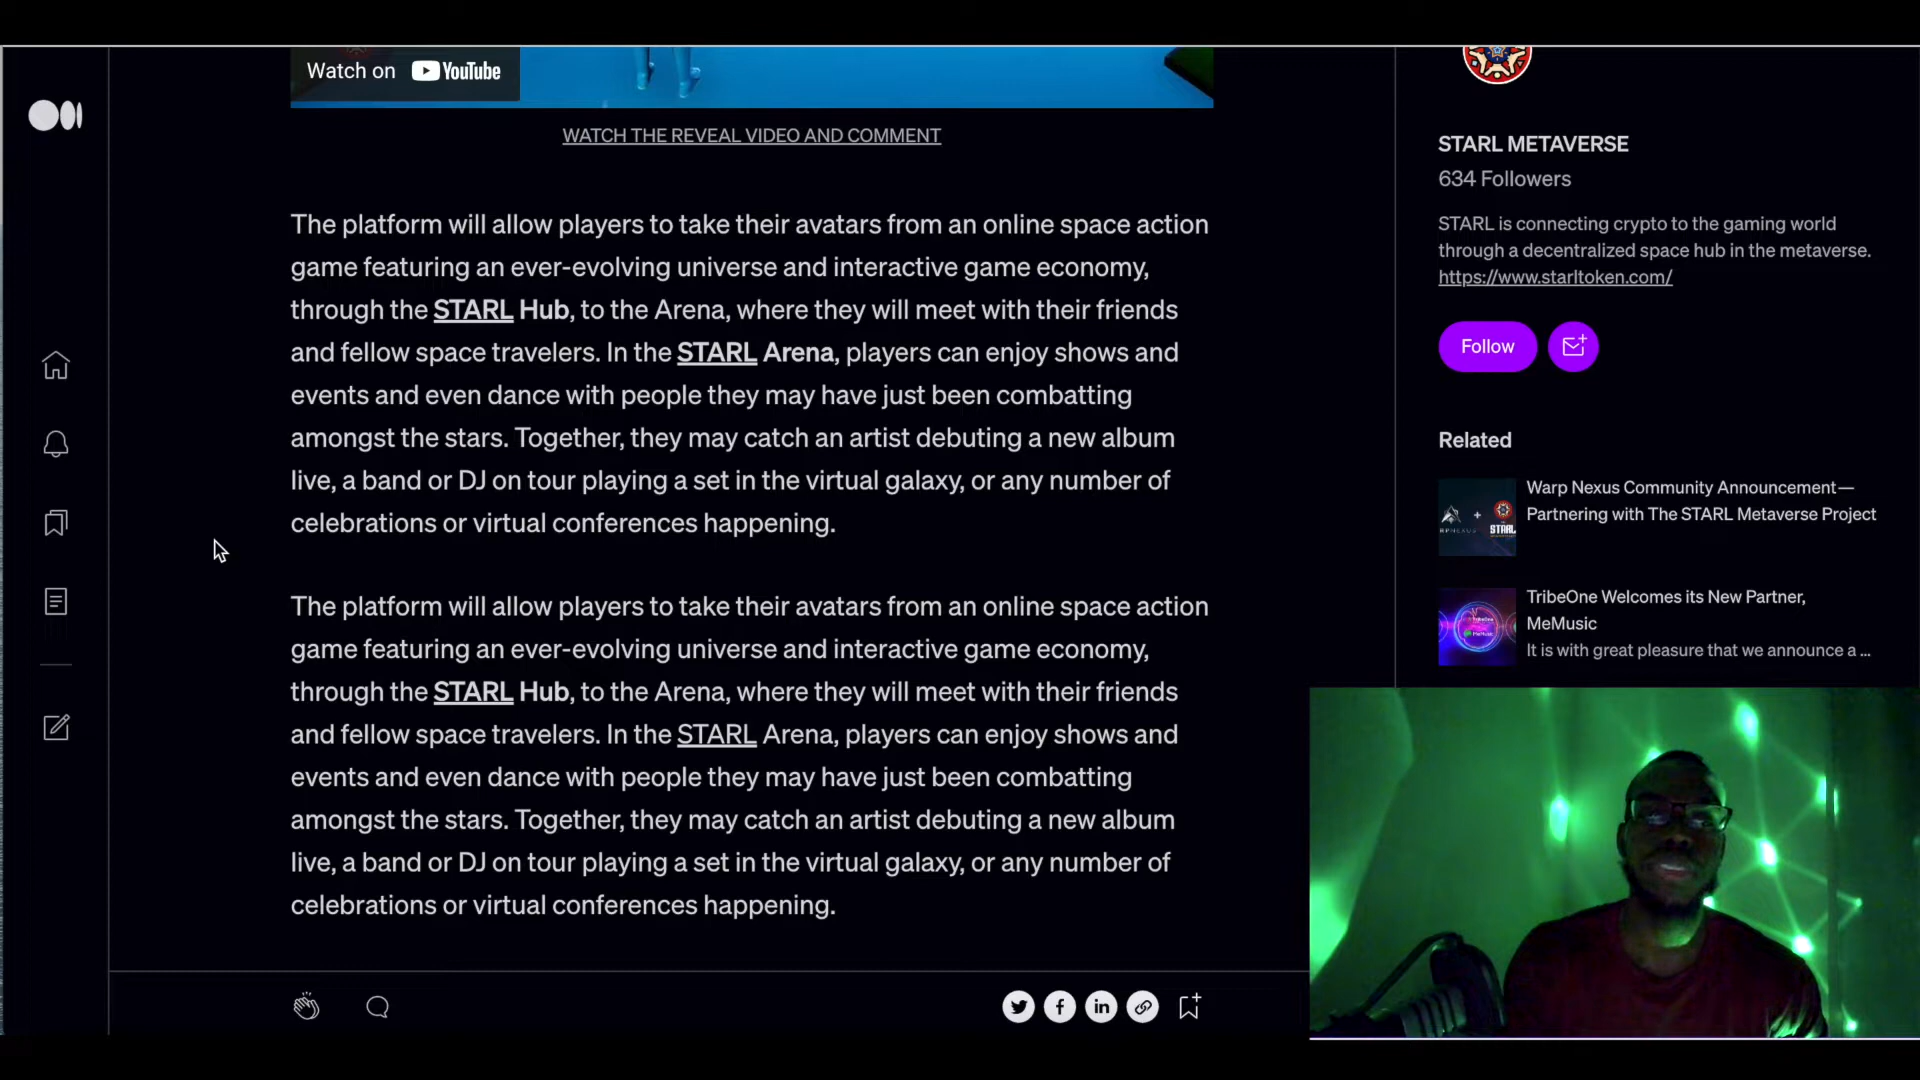 Watch on YouTube
WATCH THE REVEAL VIDEO AND COMMENT
The platform will allow players to take their avatars from an online space action
game featuring an ever-evolving universe and interactive game economy,
through the STARL Hub, to the Arena, where they will meet with their friends
and fellow space travelers. In the STARL Arena, players can enjoy shows and
events and even dance with people they may have just been combatting
amongst the stars. Together, they may catch an artist debuting a new album
live, a band or DJ on tour playing a set in the virtual galaxy, or any number of
celebrations or virtual conferences happening.
The platform will allow players to take their avatars from an online space action
game featuring an ever-evolving universe and interactive game economy,
through the STARL Hub, to the Arena, where they will meet with their friends
and fellow space travelers. In the STARL Arena, players can enjoy shows and
events and even dance with people they may have just been combatting
amongst the stars. Together, they may catch an artist debuting a new album
live, a band or DJ on tour playing a set in the virtual galaxy, or any number of
celebrations or virtual conferences happening.
STARL METAVERSE
634 Followers
STARL is connecting crypto to the gaming world
through a decentralized space hub in the metaverse.
https://www.starltoken.com/
Follow
Related
Warp Nexus Community Announcement—
Partnering with The STARL Metaverse Project
TribeOne Welcomes its New Partner,
MeMusic
It is with great pleasure that we announce a ...